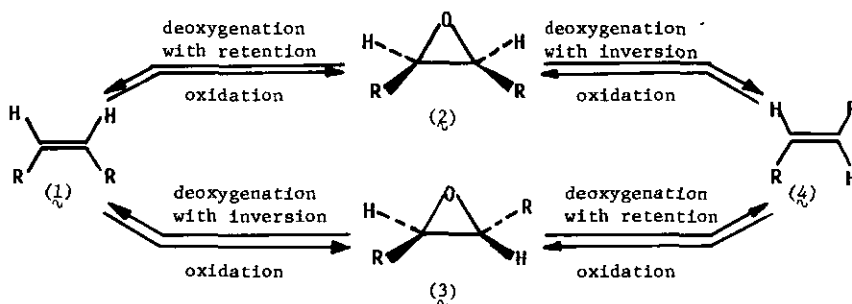 deoxygenation
with retention
oxidation
O
H H
R R
(2)
deoxygenation
with inversion
oxidation
H H
R R
(1)
H R
R H
(4)
deoxygenation
with inversion
oxidation
O
H R
R H
(3)
deoxygenation
with retention
oxidation